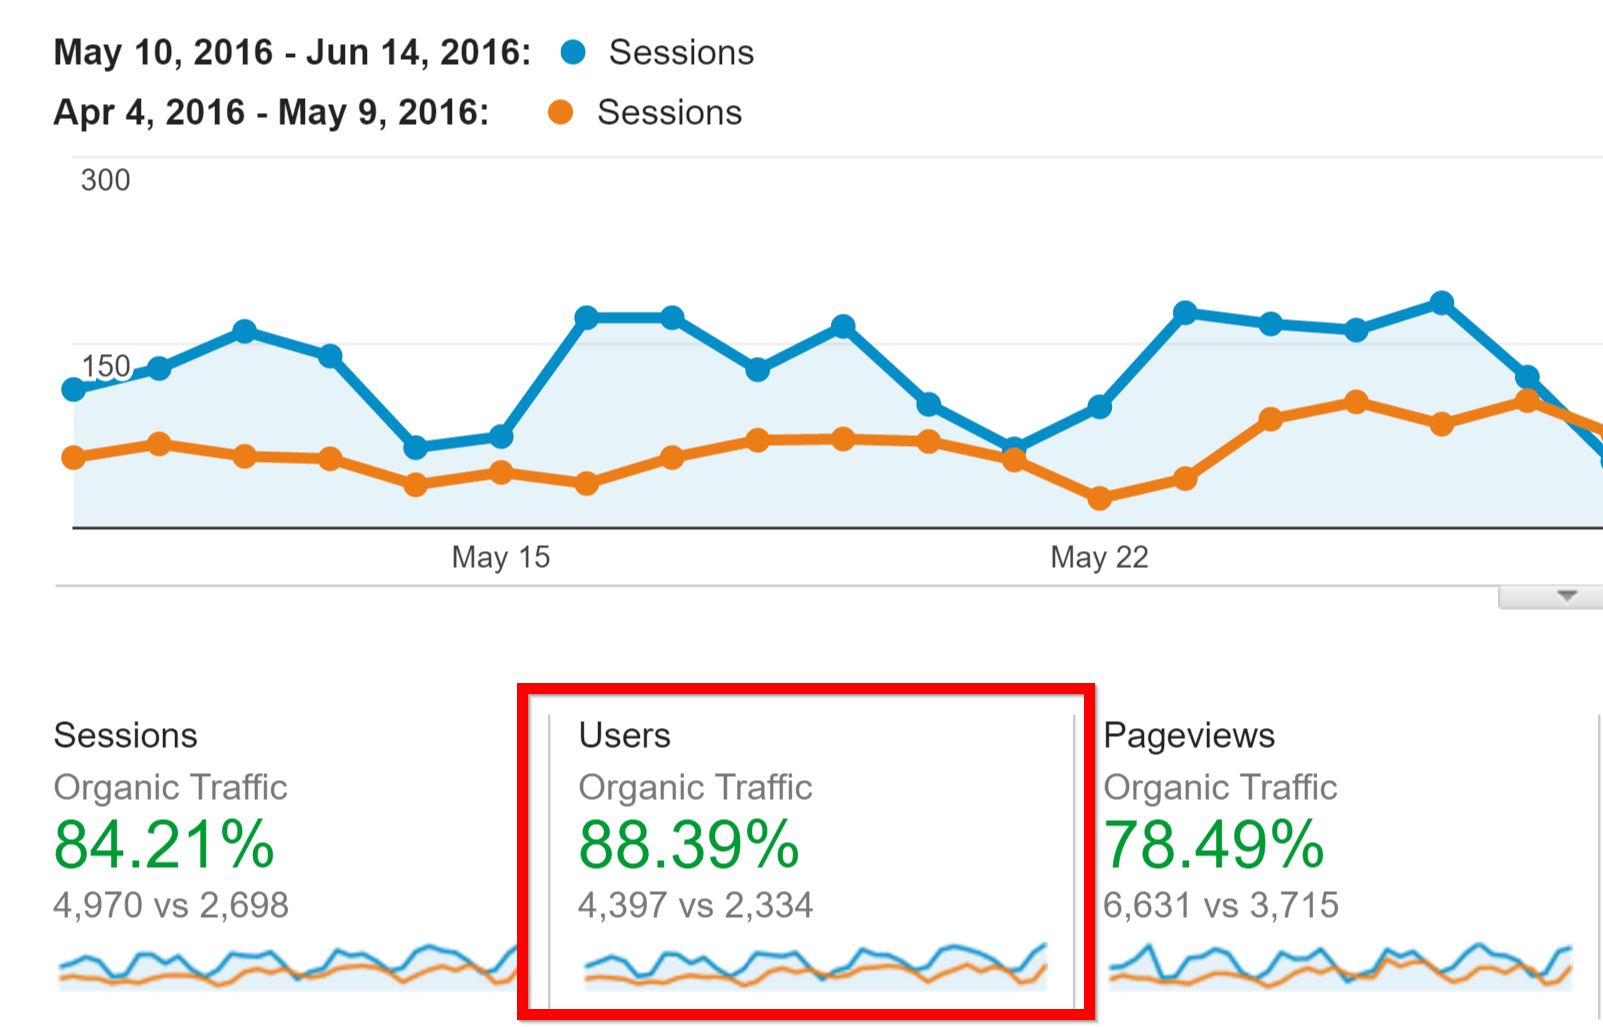 May 10, 2016 - Jun 14, 2016: Sessions
Apr 4, 2016 - May 9, 2016: Sessions
300
150
May 15 May 22
Sessions
Organic Traffic
84.21%
4,970 vs 2,698
Users
Organic Traffic
88.39%
4,397 vs 2,334
Pageviews
Organic Traffic
78.49%
6,631 vs 3,715